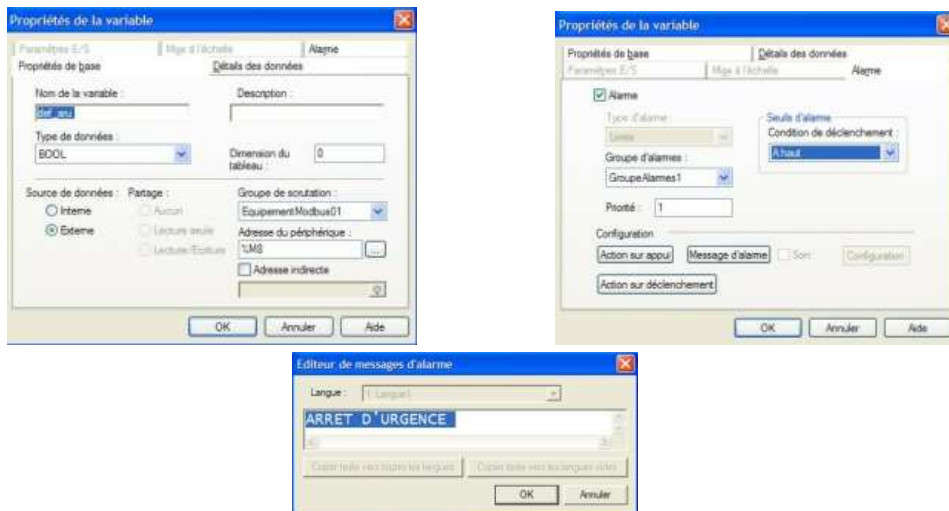 Propriétés de la variable
Paramètres E/S Mise à l'échelle Alarme
Propriétés de base Détails des données
Nom de la variable : Description :
def_aru
Type de données :
BOOL Dimension du tableau : 0
Source de données : Partage : Groupe de scrutation :
Interne Aucun EquipementModbus01
Externe Lecture seule Adresse du périphérique :
Lecture/Ecriture %M8 ...
Adresse indirecte
OK Annuler Aide
Propriétés de la variable
Propriétés de base Détails des données
Paramètres E/S Mise à l'échelle Alarme
Alarme
Type d'alarme : Seuils d'alarme
Condition de déclenchement :
A haut
Groupe d'alarmes :
GroupeAlarmes1
Priorité : 1
Configuration
Action sur appui Message d'alarme Son: Configuration
Action sur déclenchement
OK Annuler Aide
Editeur de messages d'alarme
Langue : 1: Langue1
ARRET D'URGENCE
Copier texte vers toutes les langues Copier texte vers les langues vides
OK Annuler